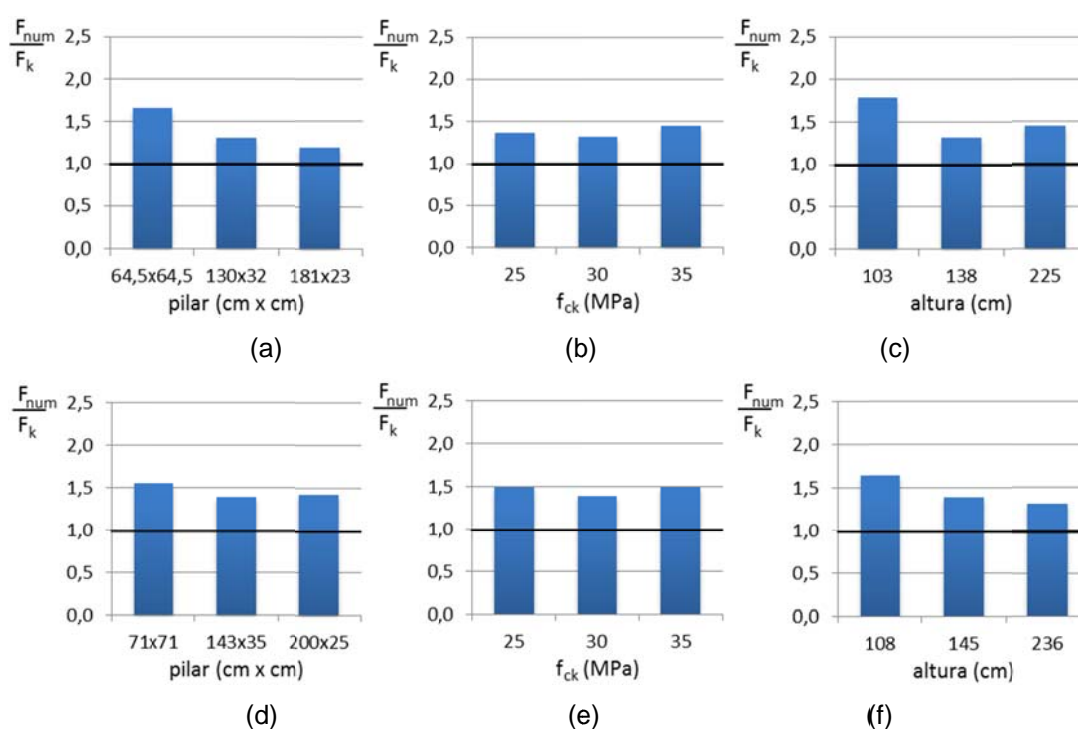 F_num
F_k
2,5
2,0
1,5
1,0
0,5
0,0
64,5x64,5 130x32 181x23
pilar (cm x cm)
(a)
F_num
F_k
2,5
2,0
1,5
1,0
0,5
0,0
25 30 35
f_ck (MPa)
(b)
F_num
F_k
2,5
2,0
1,5
1,0
0,5
0,0
103 138 225
altura (cm)
(c)
F_num
F_k
2,5
2,0
1,5
1,0
0,5
0,0
71x71 143x35 200x25
pilar (cm x cm)
(d)
F_num
F_k
2,5
2,0
1,5
1,0
0,5
0,0
25 30 35
f_ck (MPa)
(e)
F_num
F_k
2,5
2,0
1,5
1,0
0,5
0,0
108 145 236
altura (cm)
(f)